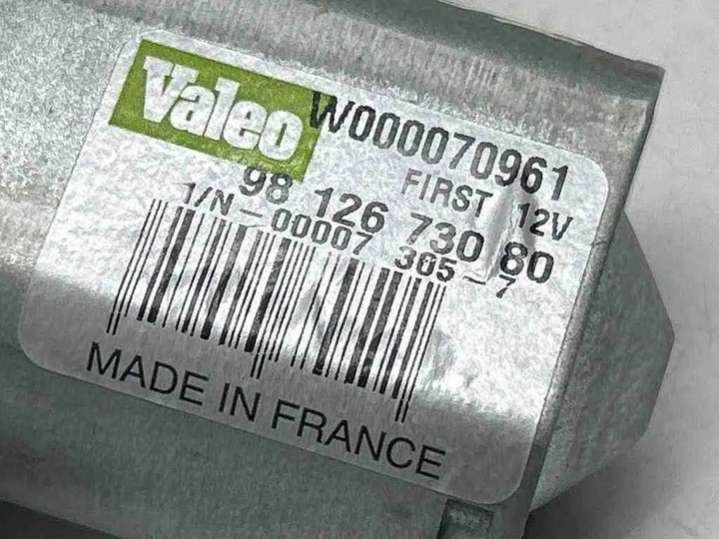 Valeo W000070961
FIRST 12V
98 126 730 80
1/N-00007 305-7
MADE IN FRANCE